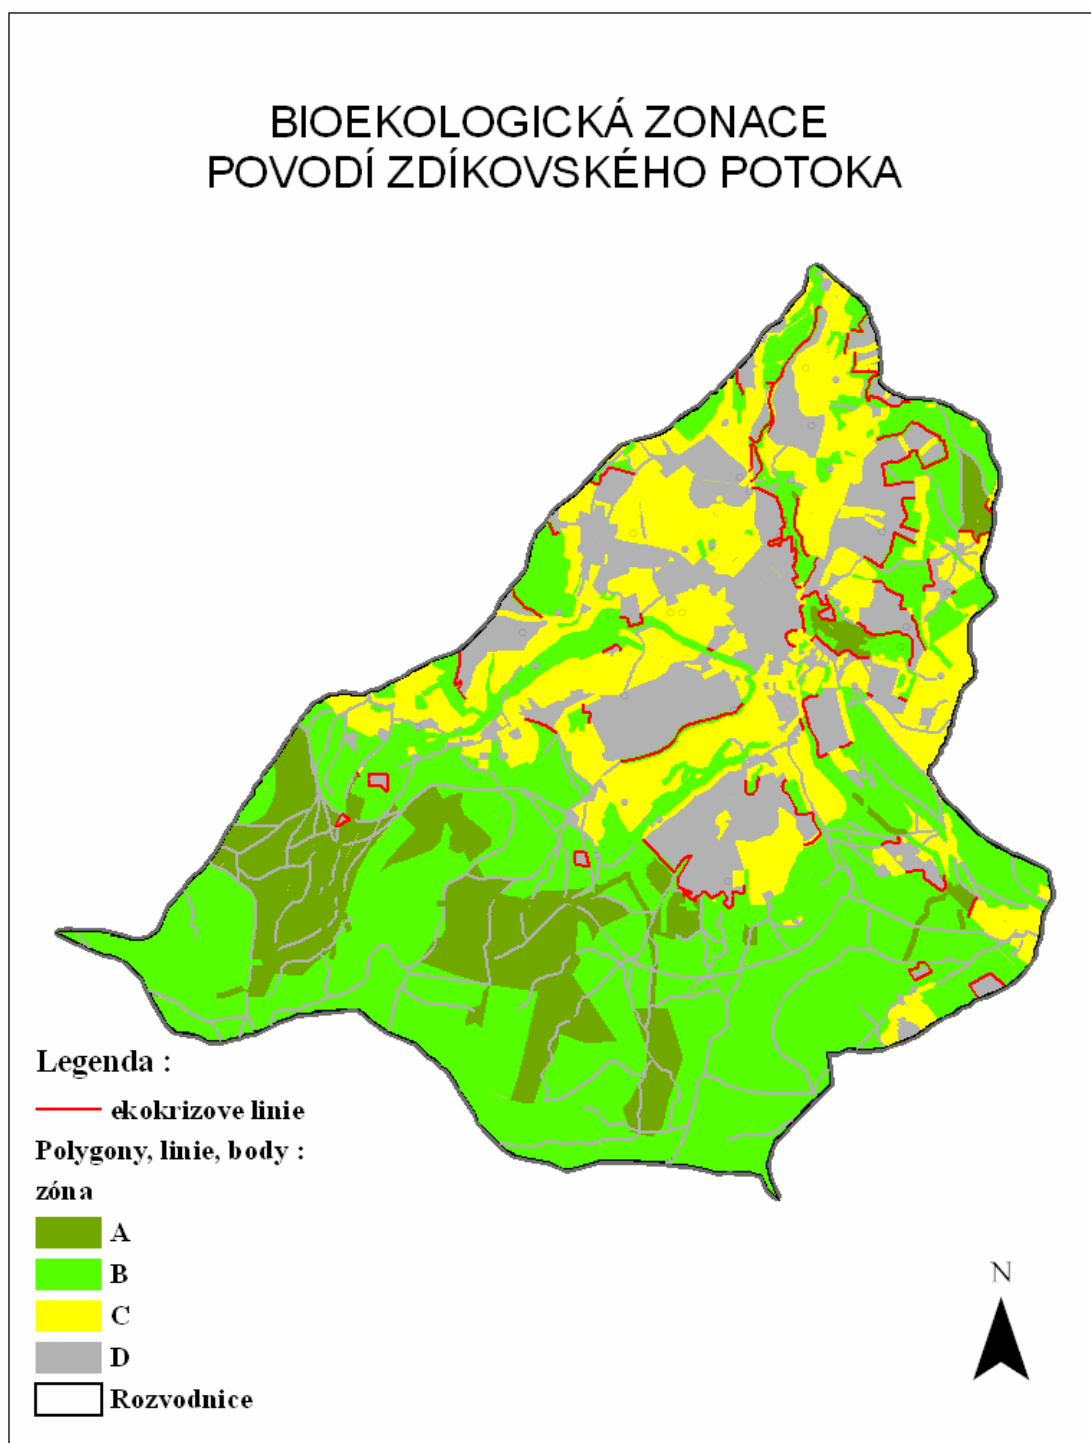 BIOEKOLOGICKÁ ZONACE
POVODÍ ZDÍKOVSKÉHO POTOKA
Legenda :
ekokrizove linie
Polygony, linie, body :
zóna
A
B
C
D
Rozvodnice
N